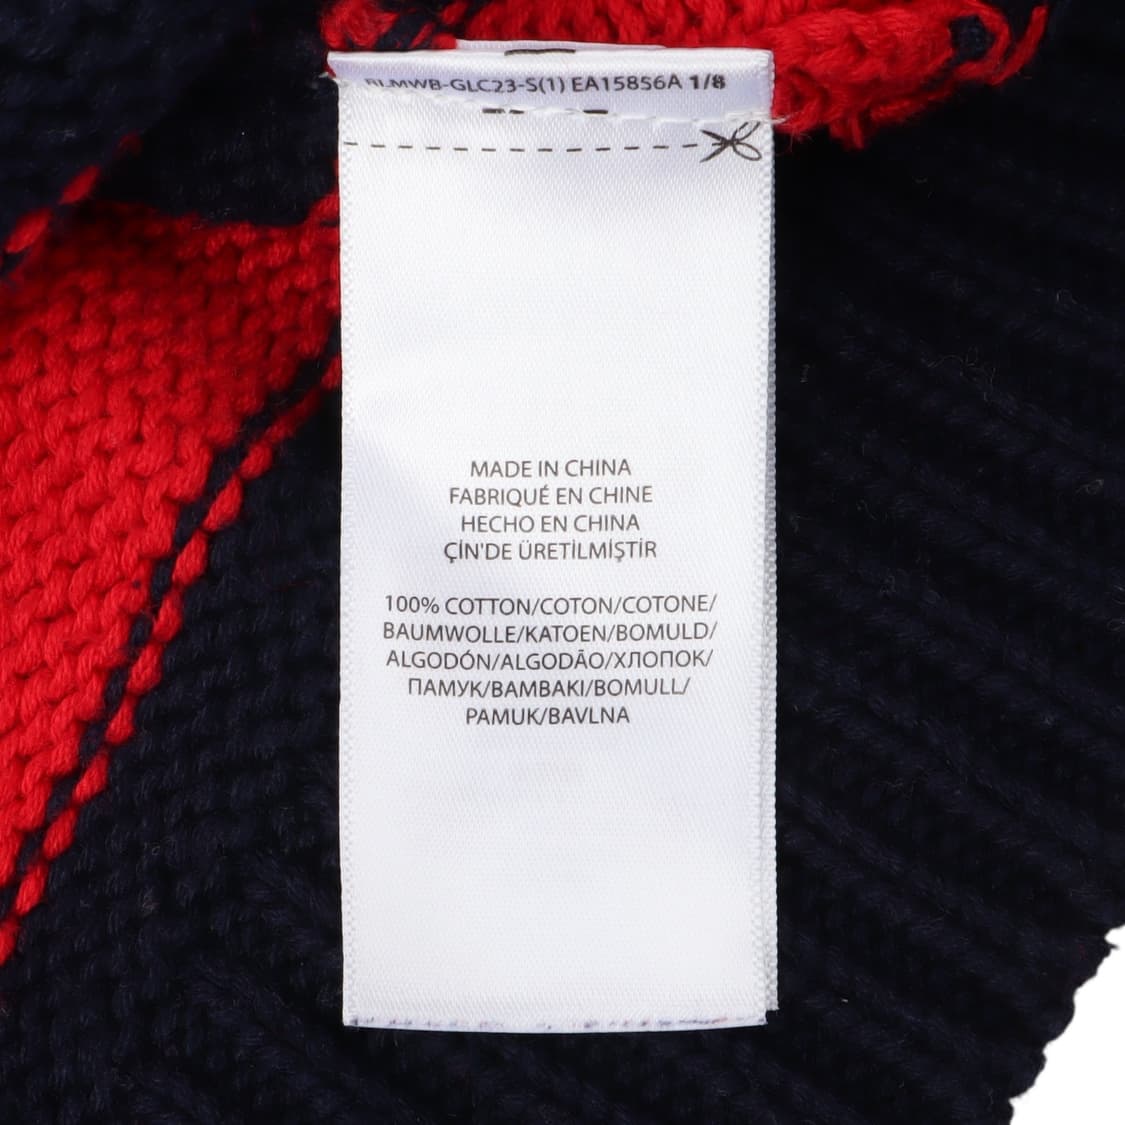 RLMWB-GLC23-S(1) EA15856A 1/8
MADE IN CHINA
FABRIQUÉ EN CHINE
HECHO EN CHINA
ÇİN'DE ÜRETİLMİŞTİR
100% COTTON/COTON/COTONE/
BAUMWOLLE/KATOEN/BOMULD/
ALGODÓN/ALGODÃO/ХЛОПОК/
ПАМУК/ΒΑΜΒΑΚΙ/BOMULL/
PAMUK/BAVLNA